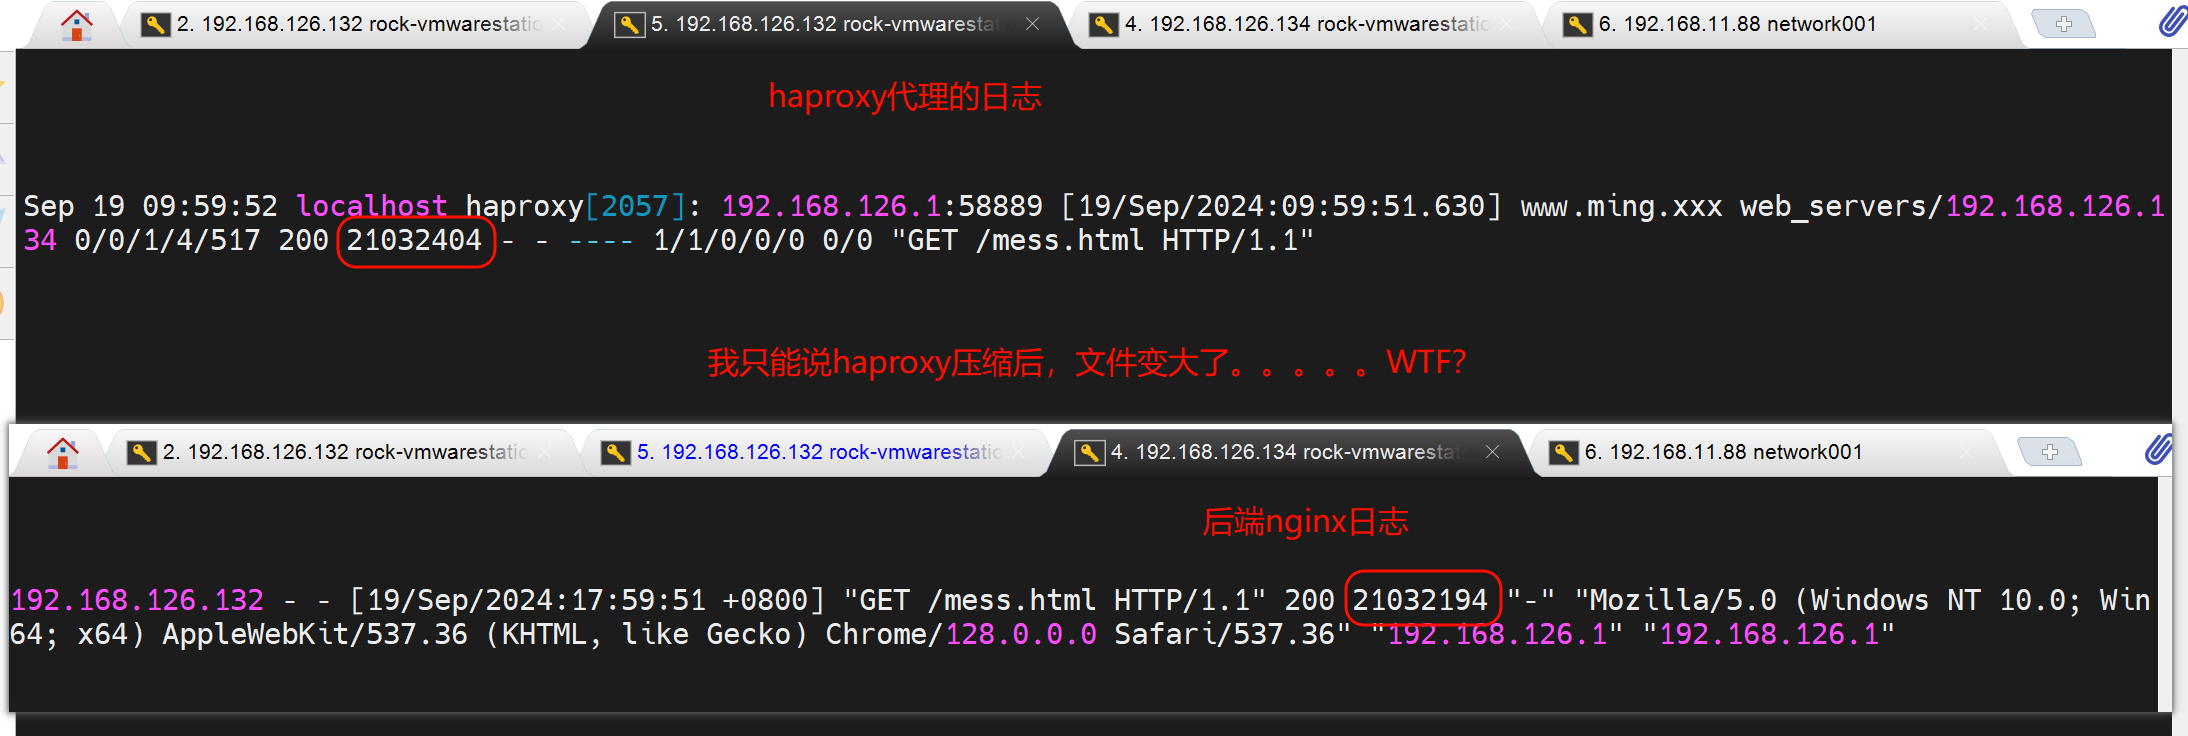 2. 192.168.126.132 rock-vmwarestatio
5. 192.168.126.132 rock-vmwarestatio
4. 192.168.126.134 rock-vmwarestatio
6. 192.168.11.88 network001
haproxy代理的日志
Sep 19 09:59:52 localhost haproxy[2057]: 192.168.126.1:58889 [19/Sep/2024:09:59:51.630] www.ming.xxx web_servers/192.168.126.1
34 0/0/1/4/517 200 21032404 - - ---- 1/1/0/0/0 0/0 "GET /mess.html HTTP/1.1"
我只能说haproxy压缩后，文件变大了。。。。。WTF?
2. 192.168.126.132 rock-vmwarestatio
5. 192.168.126.132 rock-vmwarestatio
4. 192.168.126.134 rock-vmwarestat
6. 192.168.11.88 network001
后端nginx日志
192.168.126.132 - - [19/Sep/2024:17:59:51 +0800] "GET /mess.html HTTP/1.1" 200 21032194 "-" "Mozilla/5.0 (Windows NT 10.0; Win
64; x64) AppleWebKit/537.36 (KHTML, like Gecko) Chrome/128.0.0.0 Safari/537.36" "192.168.126.1" "192.168.126.1"